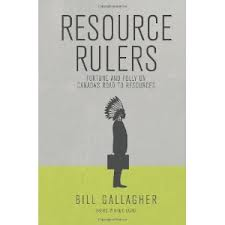 RESOURCE
RULERS
FORTUNE AND FOLLY ON
CANADA'S ROAD TO RESOURCES
BILL GALLAGHER